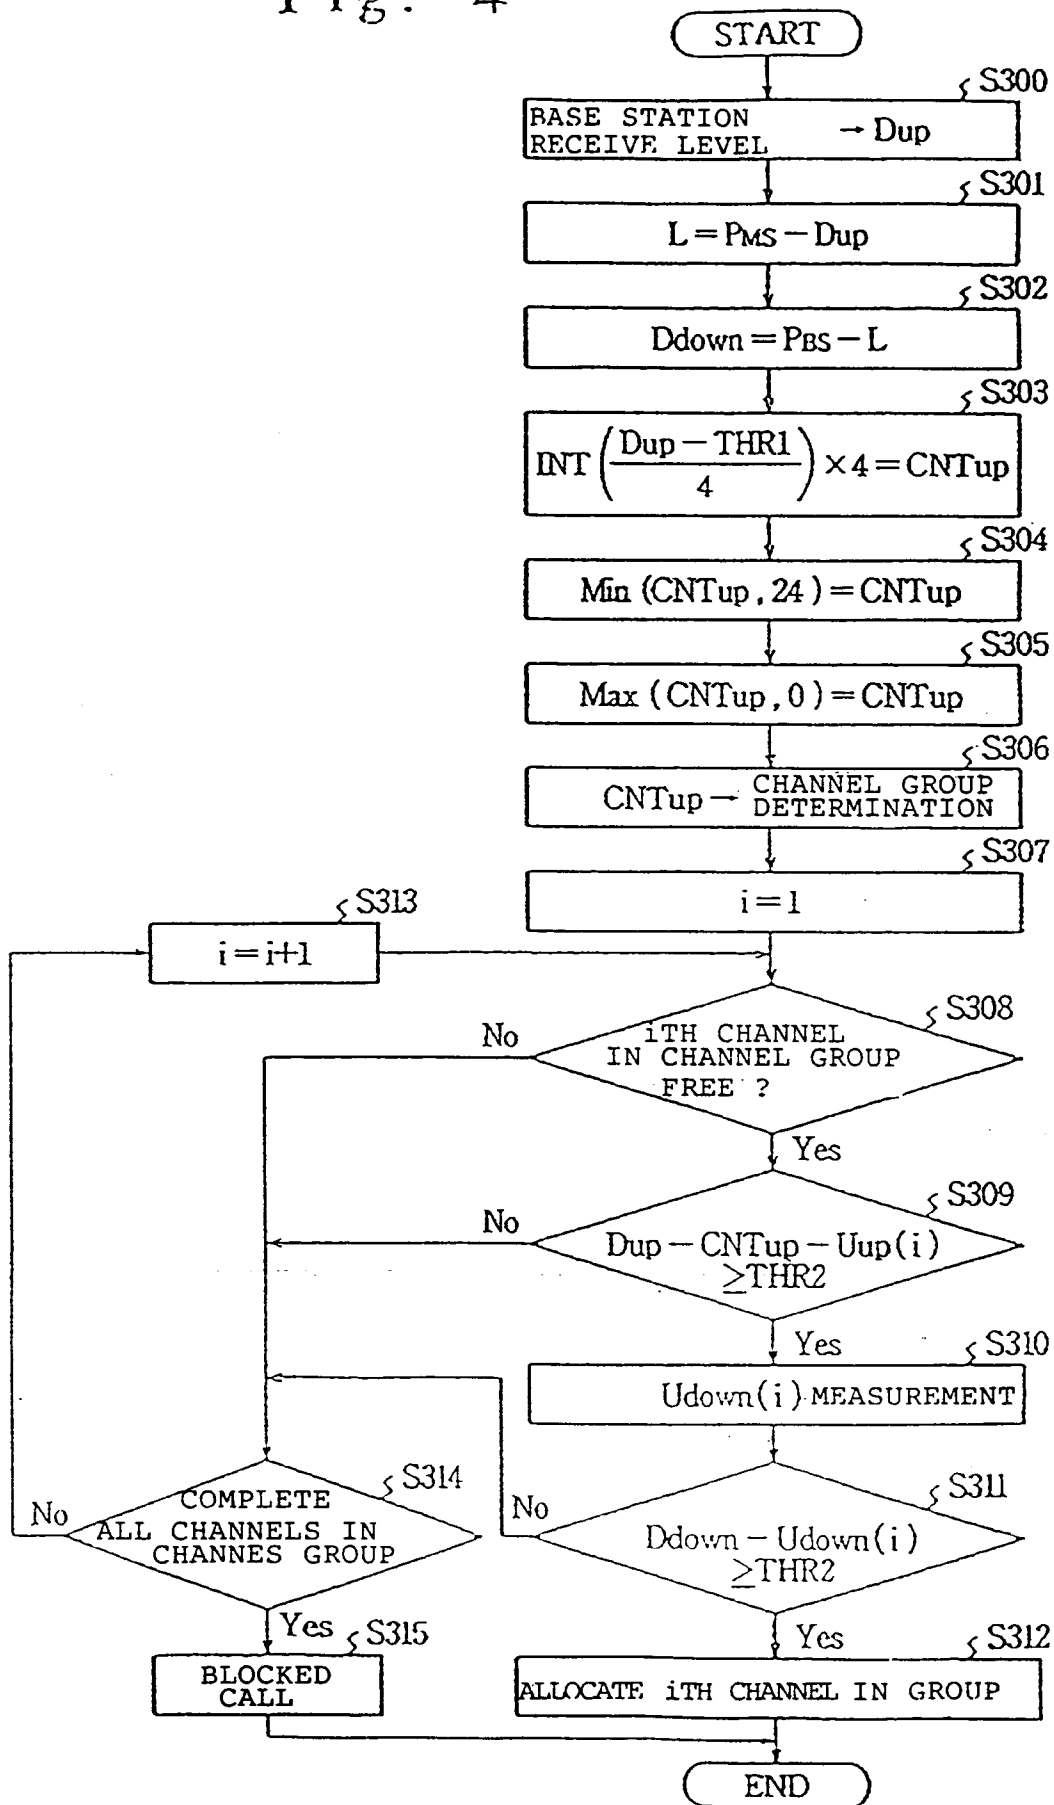 Fig. 4
START
S300
BASE STATION
RECEIVE LEVEL → Dup
S301
L = PMS − Dup
S302
Ddown = PBS − L
S303
INT ( (Dup − THR1) / 4 ) × 4 = CNTup
S304
Min (CNTup, 24) = CNTup
S305
Max (CNTup, 0) = CNTup
S306
CNTup → CHANNEL GROUP
DETERMINATION
S307
i = 1
S313
i = i+1
S308
No
iTH CHANNEL
IN CHANNEL GROUP
FREE ?
Yes
S309
No
Dup − CNTup − Uup(i)
≥THR2
Yes
S310
Udown(i) MEASUREMENT
S314
No
COMPLETE
ALL CHANNELS IN
CHANNES GROUP
S311
No
Ddown − Udown(i)
≥THR2
Yes
S315
BLOCKED
CALL
Yes
S312
ALLOCATE iTH CHANNEL IN GROUP
END